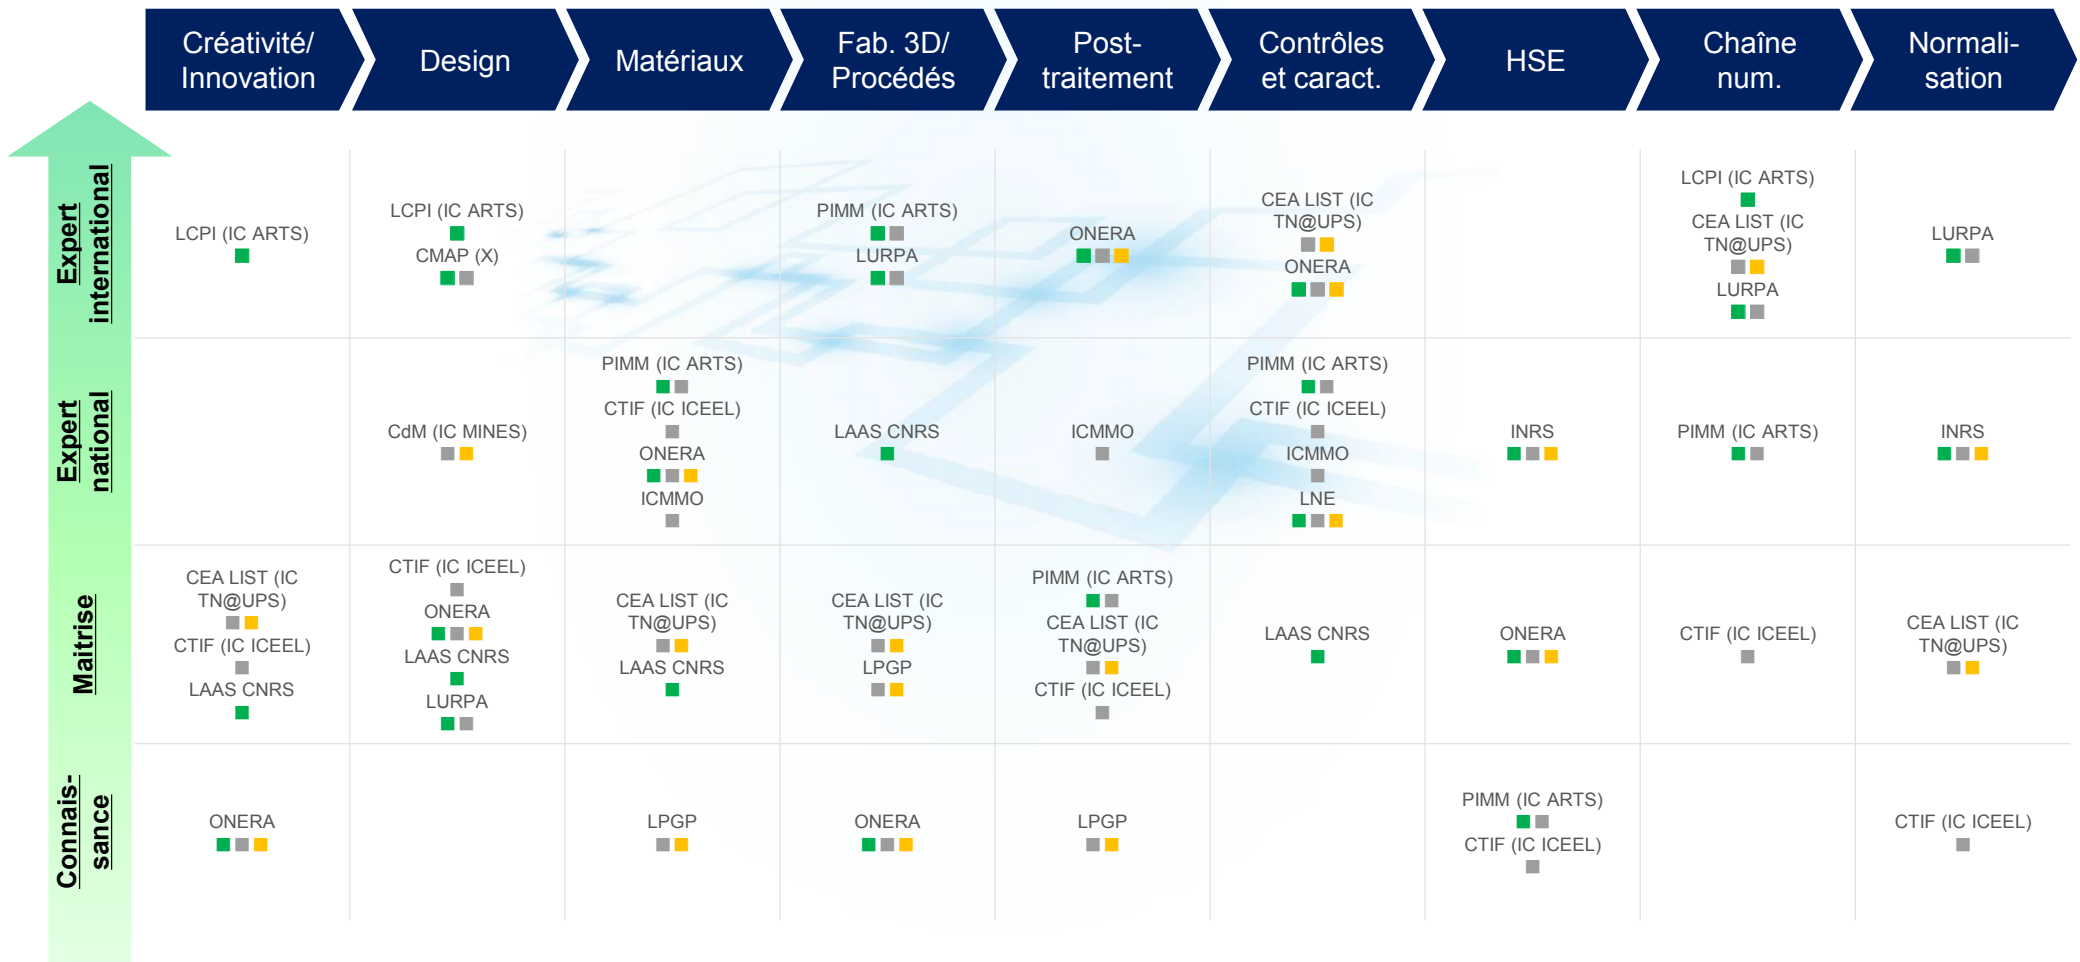 Créativité/
Innovation
Design
Matériaux
Fab. 3D/
Procédés
Post-
traitement
Contrôles
et caract.
HSE
Chaîne
num.
Normali-
sation
Expert
international
LCPI (IC ARTS)
LCPI (IC ARTS)
CMAP (X)
PIMM (IC ARTS)
LURPA
ONERA
CEA LIST (IC
TN@UPS)
ONERA
LCPI (IC ARTS)
CEA LIST (IC
TN@UPS)
LURPA
LURPA
Expert
national
CdM (IC MINES)
PIMM (IC ARTS)
CTIF (IC ICEEL)
ONERA
ICMMO
LAAS CNRS
ICMMO
PIMM (IC ARTS)
CTIF (IC ICEEL)
ICMMO
LNE
INRS
PIMM (IC ARTS)
INRS
Maitrise
CEA LIST (IC
TN@UPS)
CTIF (IC ICEEL)
LAAS CNRS
CTIF (IC ICEEL)
ONERA
LAAS CNRS
LURPA
CEA LIST (IC
TN@UPS)
LAAS CNRS
CEA LIST (IC
TN@UPS)
LPGP
PIMM (IC ARTS)
CEA LIST (IC
TN@UPS)
CTIF (IC ICEEL)
LAAS CNRS
ONERA
CTIF (IC ICEEL)
CEA LIST (IC
TN@UPS)
Connais-
sance
ONERA
LPGP
ONERA
LPGP
PIMM (IC ARTS)
CTIF (IC ICEEL)
CTIF (IC ICEEL)